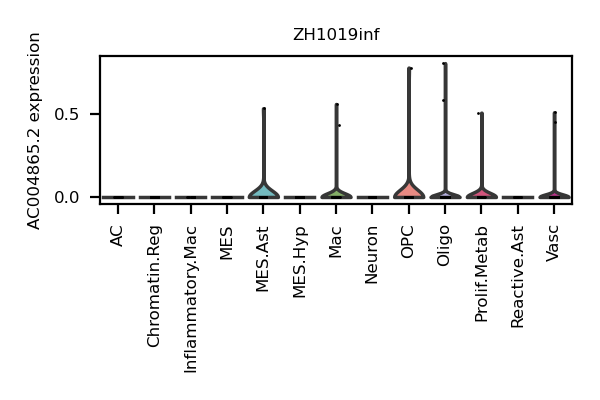 ZH1019inf
AC004865.2 expression
0.5
0.0
AC
Chromatin.Reg
Inflammatory.Mac
MES
MES.Ast
MES.Hyp
Mac
Neuron
OPC
Oligo
Prolif.Metab
Reactive.Ast
Vasc